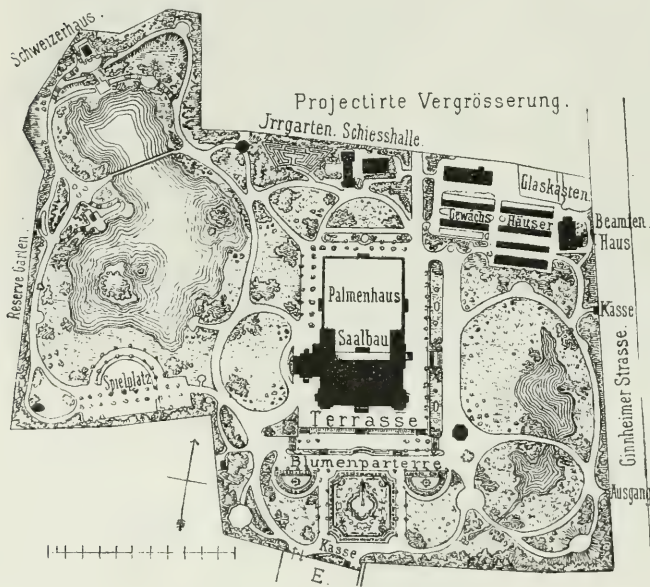 Schweizerhaus.
Projectirte Vergrösserung.
Jrrgarten. Schiesshalle.
Glaskästen
Gewächs Häuser
Beamten
Haus
Reserve Garten.
Palmenhaus
Kasse
Saalbau
Ginnheimer Strasse.
Spielplatz
Terrasse
Blumenparterre
Ausgang
Kasse
E.